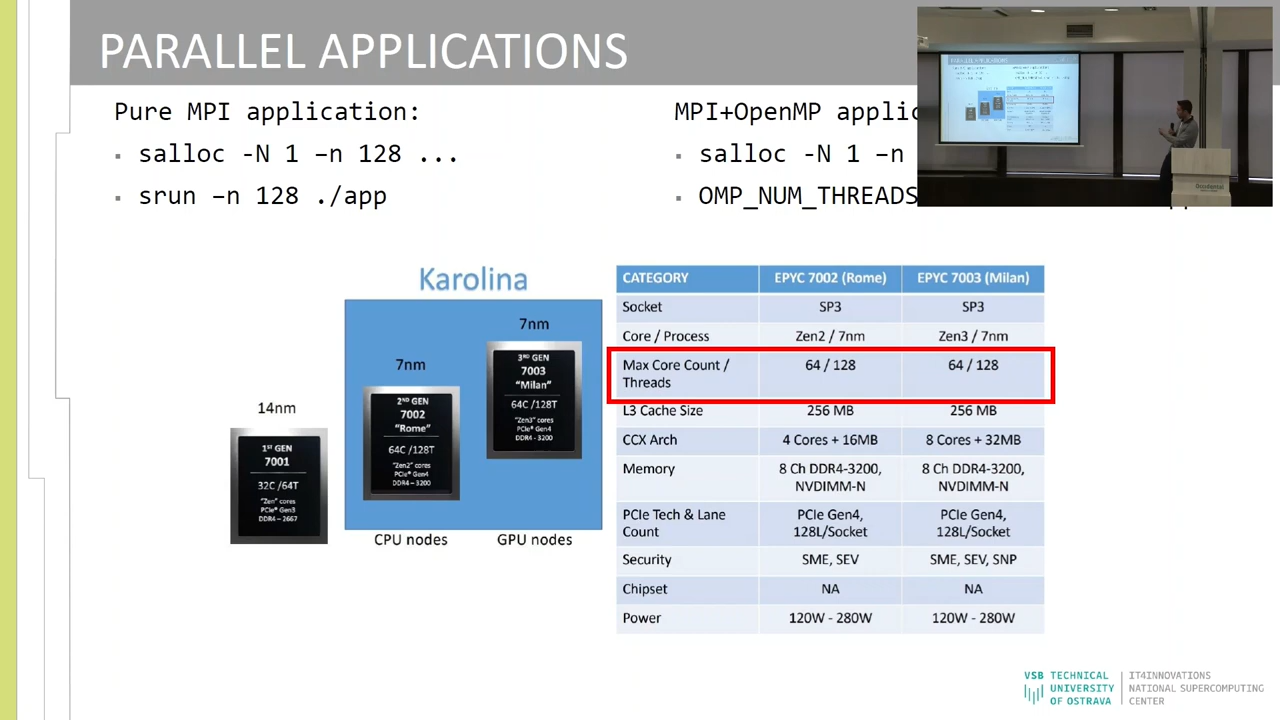 PARALLEL APPLICATIONS
Pure MPI application:
▪ salloc -N 1 –n 128 ...
▪ srun –n 128 ./app
MPI+OpenMP applic
▪ salloc -N 1 –n
▪ OMP_NUM_THREADS
Karolina
14nm
1ST GEN
7001
32C /64T
"Zen" cores
PCIe® Gen3
DDR4 – 2667
7nm
2ND GEN
7002
"Rome"
64C /128T
"Zen2" cores
PCIe® Gen4
DDR4 – 3200
7nm
3RD GEN
7003
"Milan"
64C /128T
"Zen3" cores
PCIe® Gen4
DDR4 - 3200
CPU nodes
GPU nodes
CATEGORY EPYC 7002 (Rome) EPYC 7003 (Milan)
Socket SP3 SP3
Core / Process Zen2 / 7nm Zen3 / 7nm
Max Core Count / 64 / 128 64 / 128
Threads
L3 Cache Size 256 MB 256 MB
CCX Arch 4 Cores + 16MB 8 Cores + 32MB
Memory 8 Ch DDR4-3200, 8 Ch DDR4-3200,
NVDIMM-N NVDIMM-N
PCIe Tech & Lane PCIe Gen4, PCIe Gen4,
Count 128L/Socket 128L/Socket
Security SME, SEV SME, SEV, SNP
Chipset NA NA
Power 120W - 280W 120W - 280W
VSB TECHNICAL
UNIVERSITY
OF OSTRAVA
IT4INNOVATIONS
NATIONAL SUPERCOMPUTING
CENTER
PARALLEL APPLICATIONS
Occidental